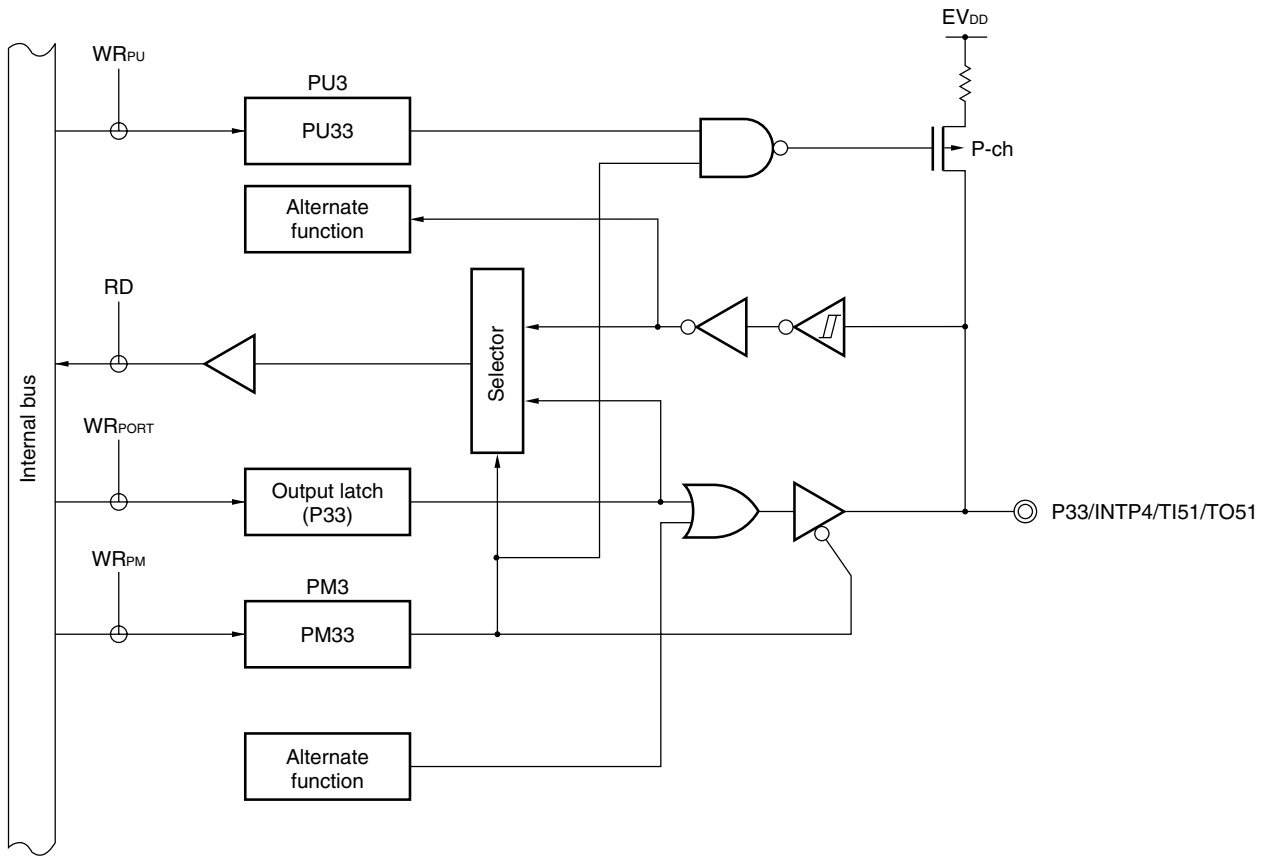 EVDD
WRPU
PU3
PU33
P-ch
Alternate
function
RD
Selector
Internal bus
WRPORT
Output latch
(P33)
P33/INTP4/TI51/TO51
WRPM
PM3
PM33
Alternate
function